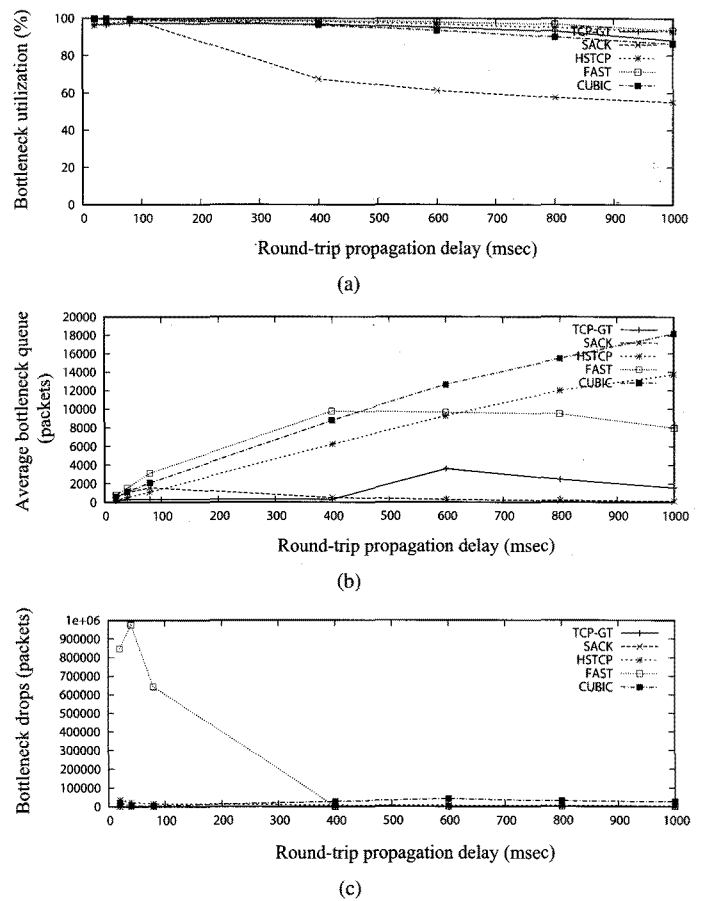 Bottleneck utilization (%)
100
80
60
40
20
0
TCP-GT
SACK
HSTCP
FAST
CUBIC
0 100 200 300 400 500 600 700 800 900 1000
Round-trip propagation delay (msec)
(a)
Average bottleneck queue
(packets)
20000
18000
16000
14000
12000
10000
8000
6000
4000
2000
0
TCP-GT
SACK
HSTCP
FAST
CUBIC
0 100 200 300 400 500 600 700 800 900 1000
Round-trip propagation delay (msec)
(b)
Bottleneck drops (packets)
1e+06
900000
800000
700000
600000
500000
400000
300000
200000
100000
0
TCP-GT
SACK
HSTCP
FAST
CUBIC
0 100 200 300 400 500 600 700 800 900 1000
Round-trip propagation delay (msec)
(c)